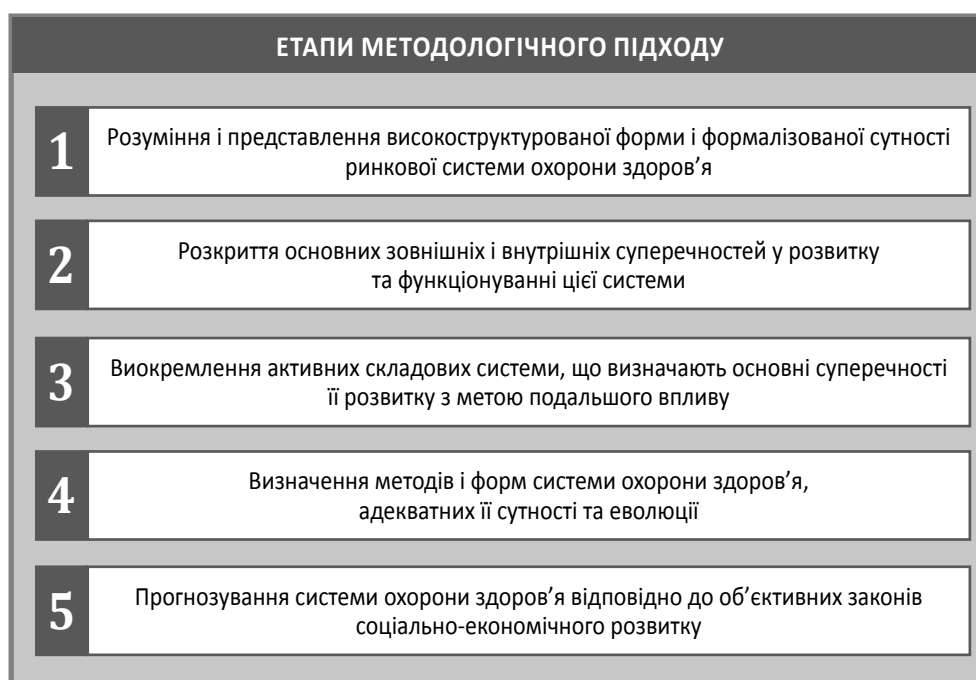 ЕТАПИ МЕТОДОЛОГІЧНОГО ПІДХОДУ
1
Розуміння і представлення високоструктурованої форми і формалізованої сутності
ринкової системи охорони здоров’я
2
Розкриття основних зовнішніх і внутрішніх суперечностей у розвитку
та функціонуванні цієї системи
3
Виокремлення активних складових системи, що визначають основні суперечності
її розвитку з метою подальшого впливу
4
Визначення методів і форм системи охорони здоров’я,
адекватних її сутності та еволюції
5
Прогнозування системи охорони здоров’я відповідно до об’єктивних законів
соціально-економічного розвитку